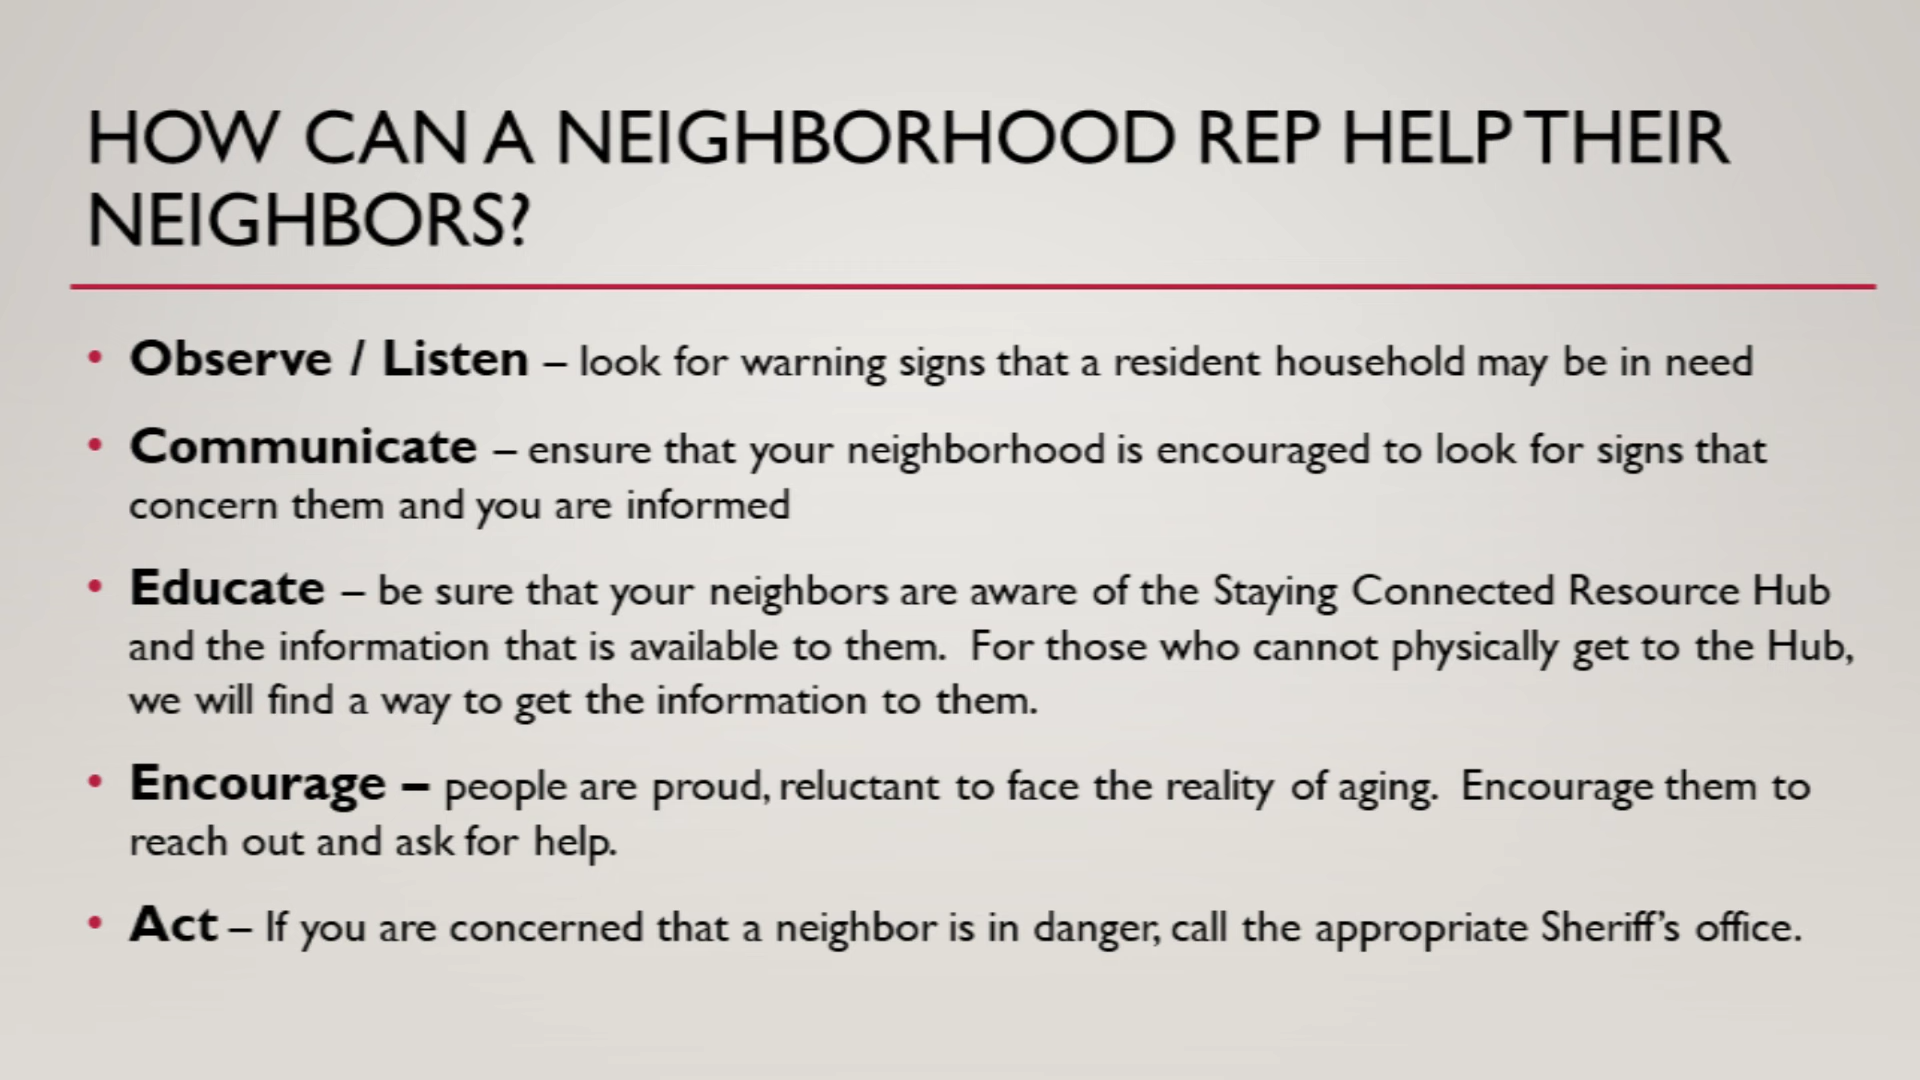 HOW CAN A NEIGHBORHOOD REP HELP THEIR
NEIGHBORS?
• Observe / Listen – look for warning signs that a resident household may be in need
• Communicate – ensure that your neighborhood is encouraged to look for signs that
concern them and you are informed
• Educate – be sure that your neighbors are aware of the Staying Connected Resource Hub
and the information that is available to them.  For those who cannot physically get to the Hub,
we will find a way to get the information to them.
• Encourage – people are proud, reluctant to face the reality of aging.  Encourage them to
reach out and ask for help.
• Act – If you are concerned that a neighbor is in danger, call the appropriate Sheriff’s office.